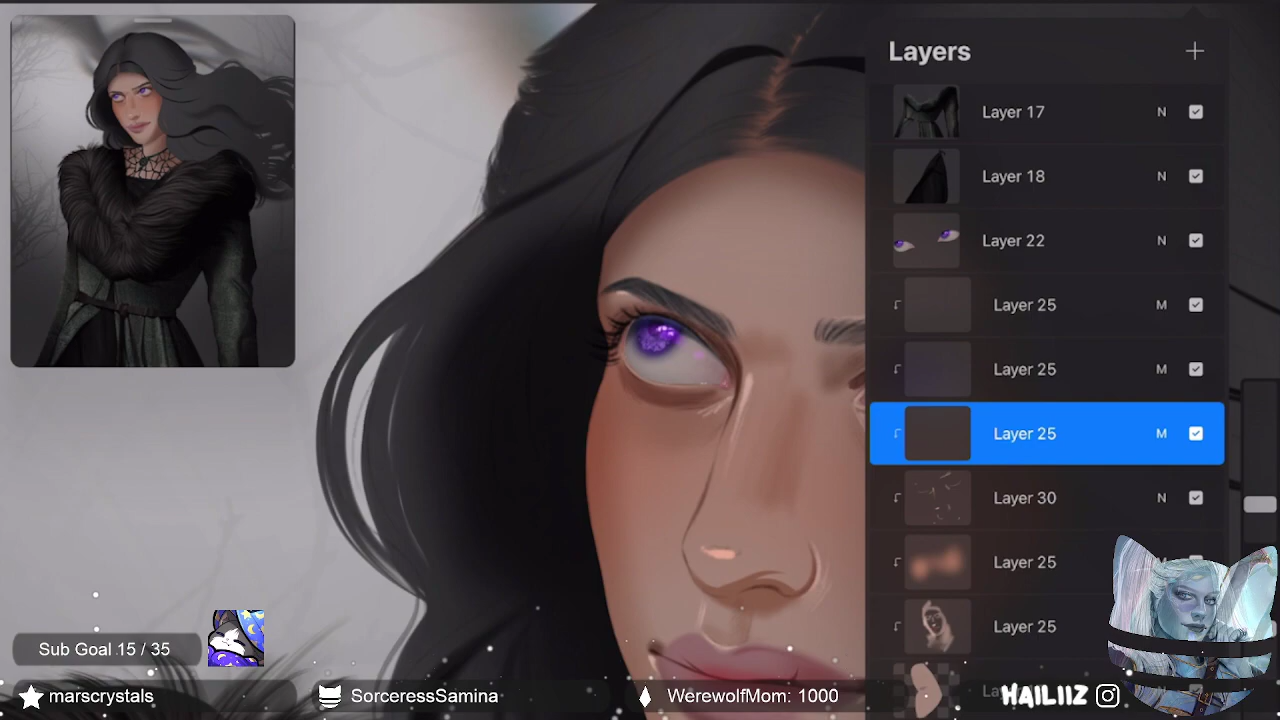 Layers
Layer 17 N
Layer 18 N
Layer 22 N
Layer 25 M
Layer 25 M
Layer 25 M
Layer 30 N
Layer 25
Layer 25
Sub Goal 15 / 35
marscrystals
SorceressSamina
WerewolfMom: 1000
HAILIIZ